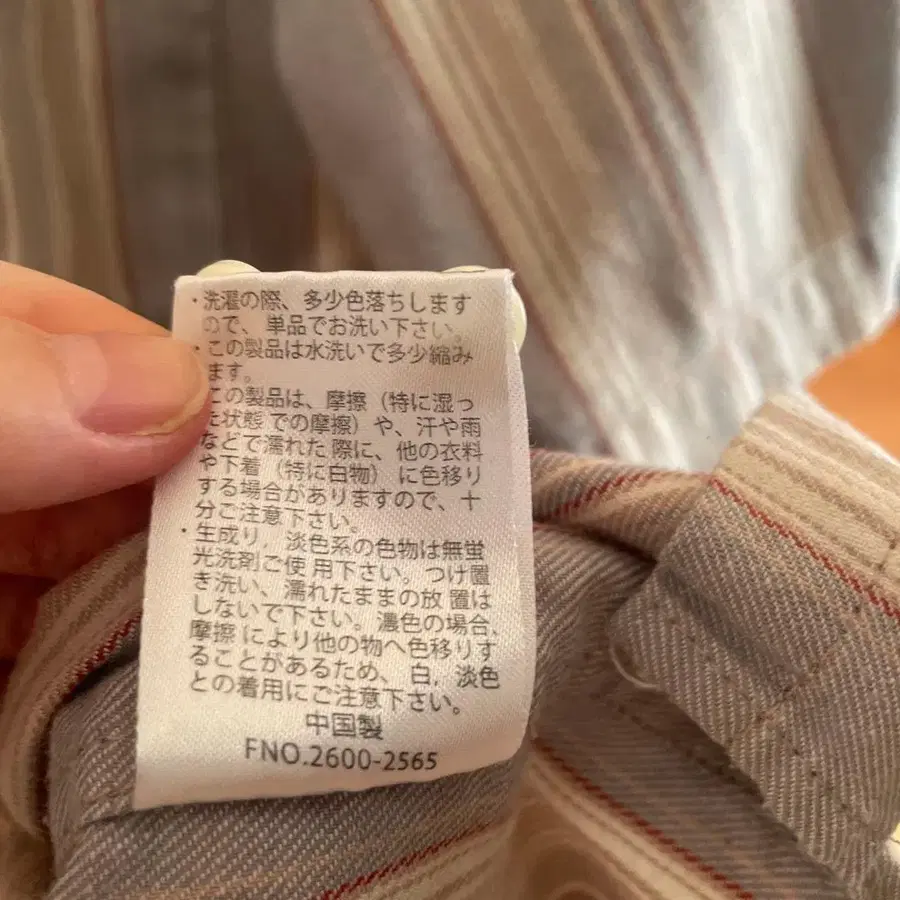 ・洗濯の際、多少色落ちします
ので、単品でお洗い下さい。
・この製品は水洗いで多少縮み
ます。
この製品は、摩擦（特に湿っ
た状態 での摩擦）や、汗や雨
などで濡れた 際に、他の衣料
や下着（特に白物）に色移り
する場合がありますので、十
分ご注意下さい。
・生成り，淡色系の色物は無蛍
光洗剤ご使 用下さい。つけ置
き洗い、濡れたままの放 置は
しないで下さい。濃色の場合，
摩擦 により他の物へ色移りす
ることがあるため、 白，淡色
との着用にご注意下さい。
中国製
FNO.2600-2565